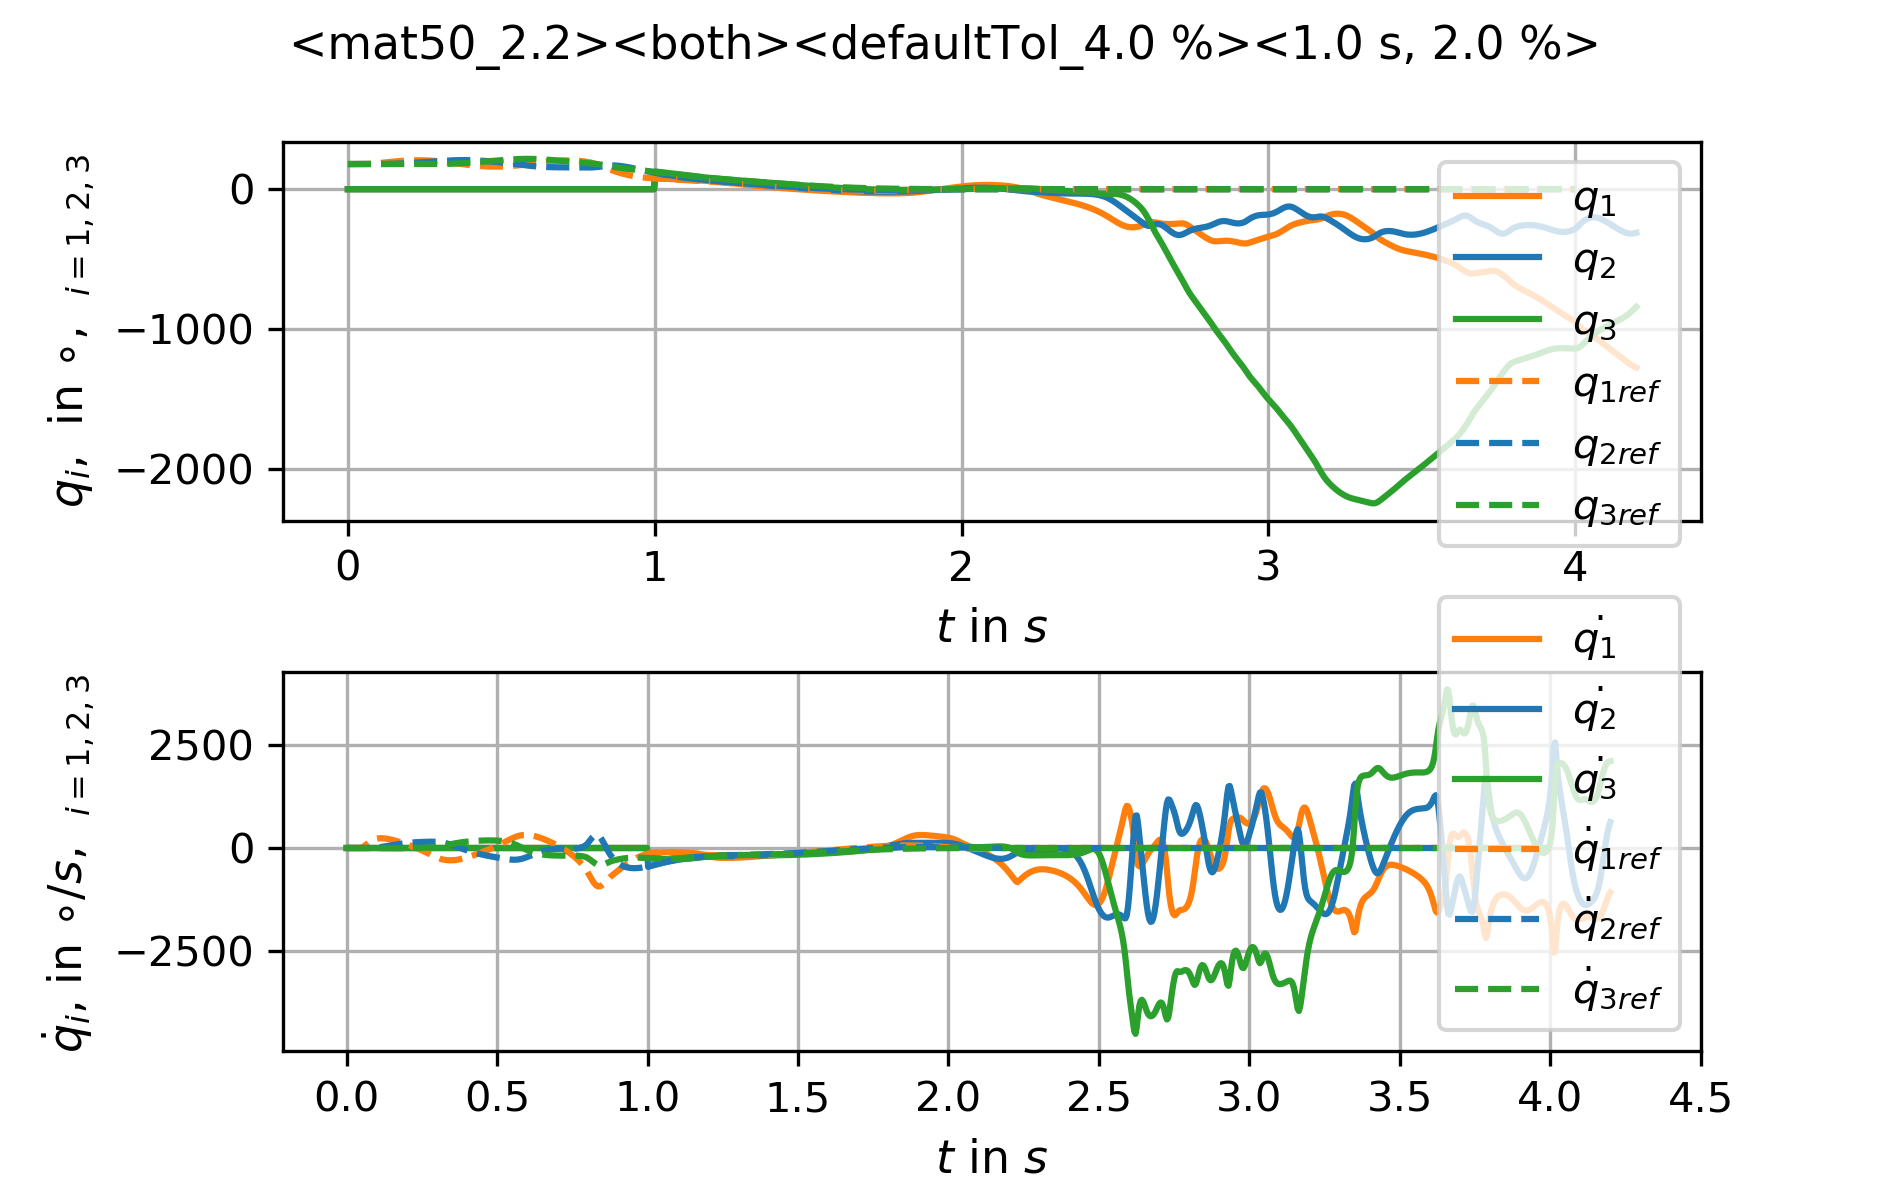 <mat50_2.2><both><defaultTol_4.0 %><1.0 s, 2.0 %>
qᵢ, in °, i = 1, 2, 3
0
−1000
−2000
0 1 2 3 4
t in s
q₁
q₂
q₃
q₁ref
q₂ref
q₃ref
q̇ᵢ, in °/s, i = 1, 2, 3
2500
0
−2500
0.0 0.5 1.0 1.5 2.0 2.5 3.0 3.5 4.0 4.5
t in s
q̇₁
q̇₂
q̇₃
q̇₁ref
q̇₂ref
q̇₃ref